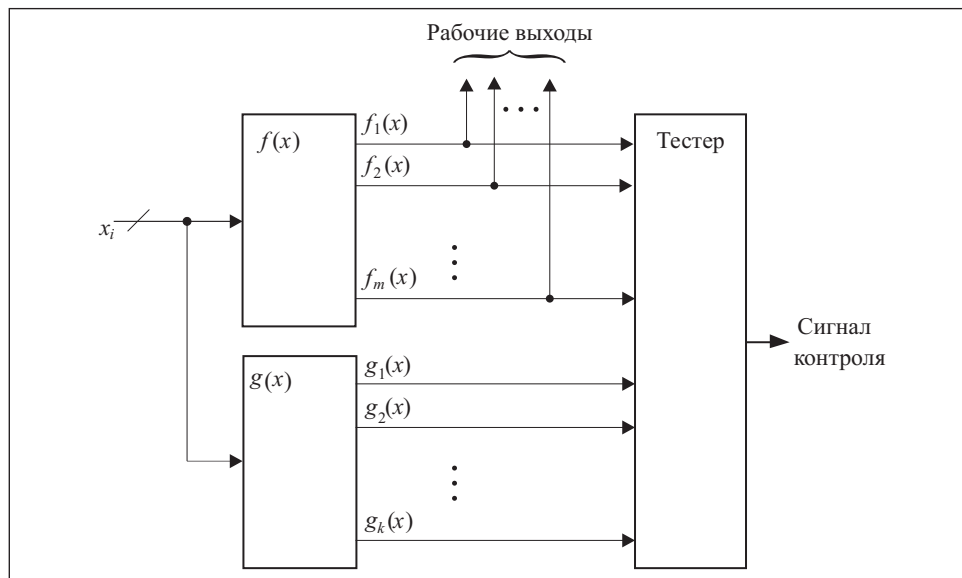 Рабочие выходы
f₁(x)
f(x)
Тестер
f₂(x)
xᵢ
fₘ(x)
Сигнал
контроля
g(x)
g₁(x)
g₂(x)
gₖ(x)